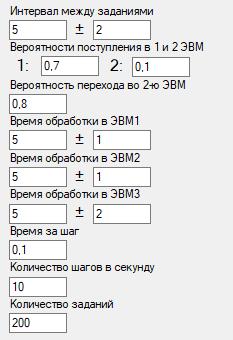 Интервал между заданиями
5 ± 2
Вероятности поступления в 1 и 2 ЭВМ
1: 0,7 2: 0,1
Вероятность перехода во 2-ю ЭВМ
0,8
Время обработки в ЭВМ1
5 ± 1
Время обработки в ЭВМ2
5 ± 1
Время обработки в ЭВМ3
5 ± 2
Время за шаг
0,1
Количество шагов в секунду
10
Количество заданий
200